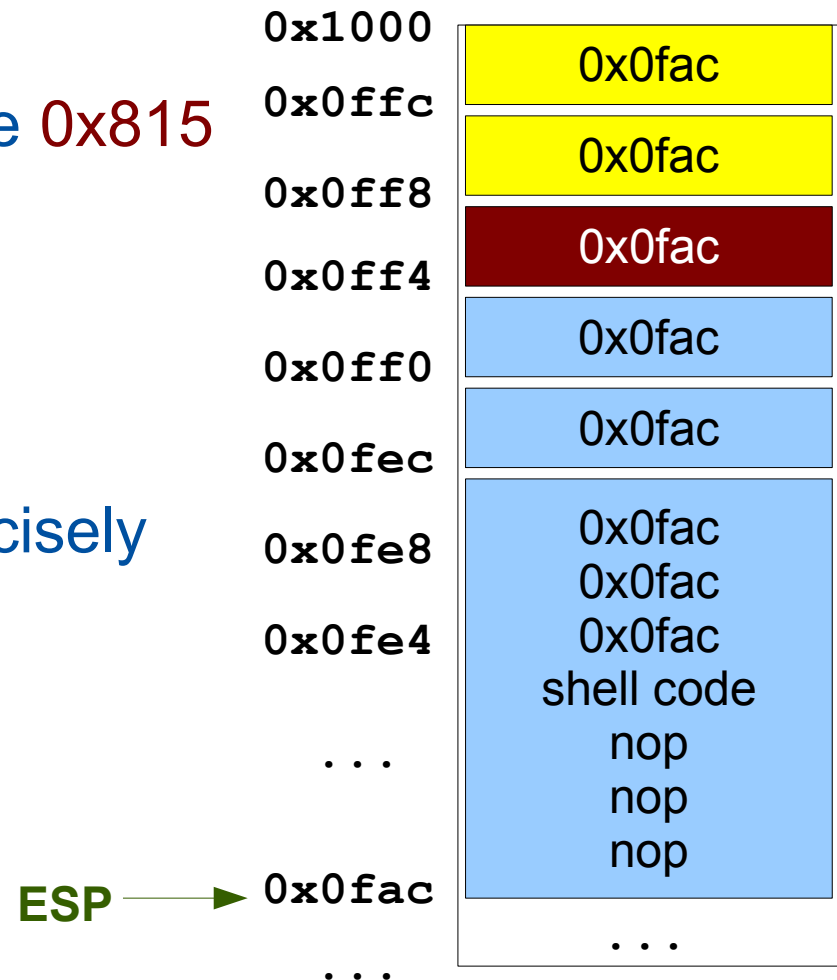 e 0x815
cisely
0x1000
0x0ffc
0x0ff8
0x0ff4
0x0ff0
0x0fec
0x0fe8
0x0fe4
...
ESP
0x0fac
...
0x0fac
0x0fac
0x0fac
0x0fac
0x0fac
0x0fac
0x0fac
0x0fac
shell code
nop
nop
nop
...